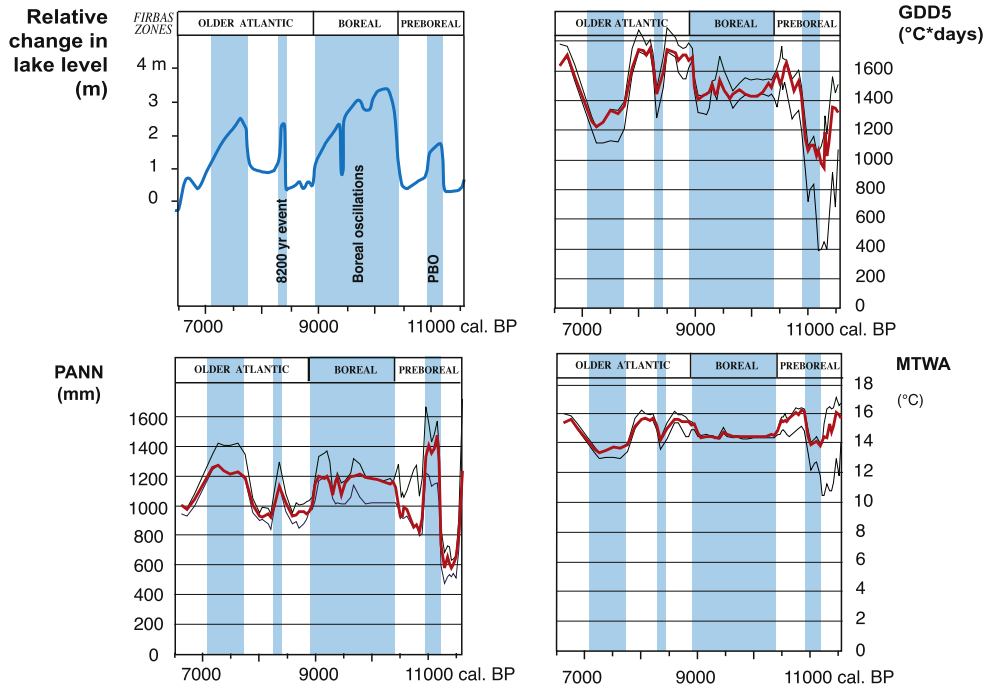 Relative
change in
lake level
(m)
FIRBAS
ZONES
OLDER ATLANTIC
BOREAL
PREBOREAL
4 m
3
2
1
0
8200 yr event
Boreal oscillations
PBO
7000
9000
11000 cal. BP
GDD5
(°C*days)
OLDER ATLANTIC
BOREAL
PREBOREAL
1600
1400
1200
1000
800
600
400
200
0
7000
9000
11000 cal. BP
PANN
(mm)
OLDER ATLANTIC
BOREAL
PREBOREAL
1600
1400
1200
1000
800
600
400
200
0
7000
9000
11000 cal. BP
MTWA
(°C)
OLDER ATLANTIC
BOREAL
PREBOREAL
18
16
14
12
10
8
6
4
2
0
7000
9000
11000 cal. BP